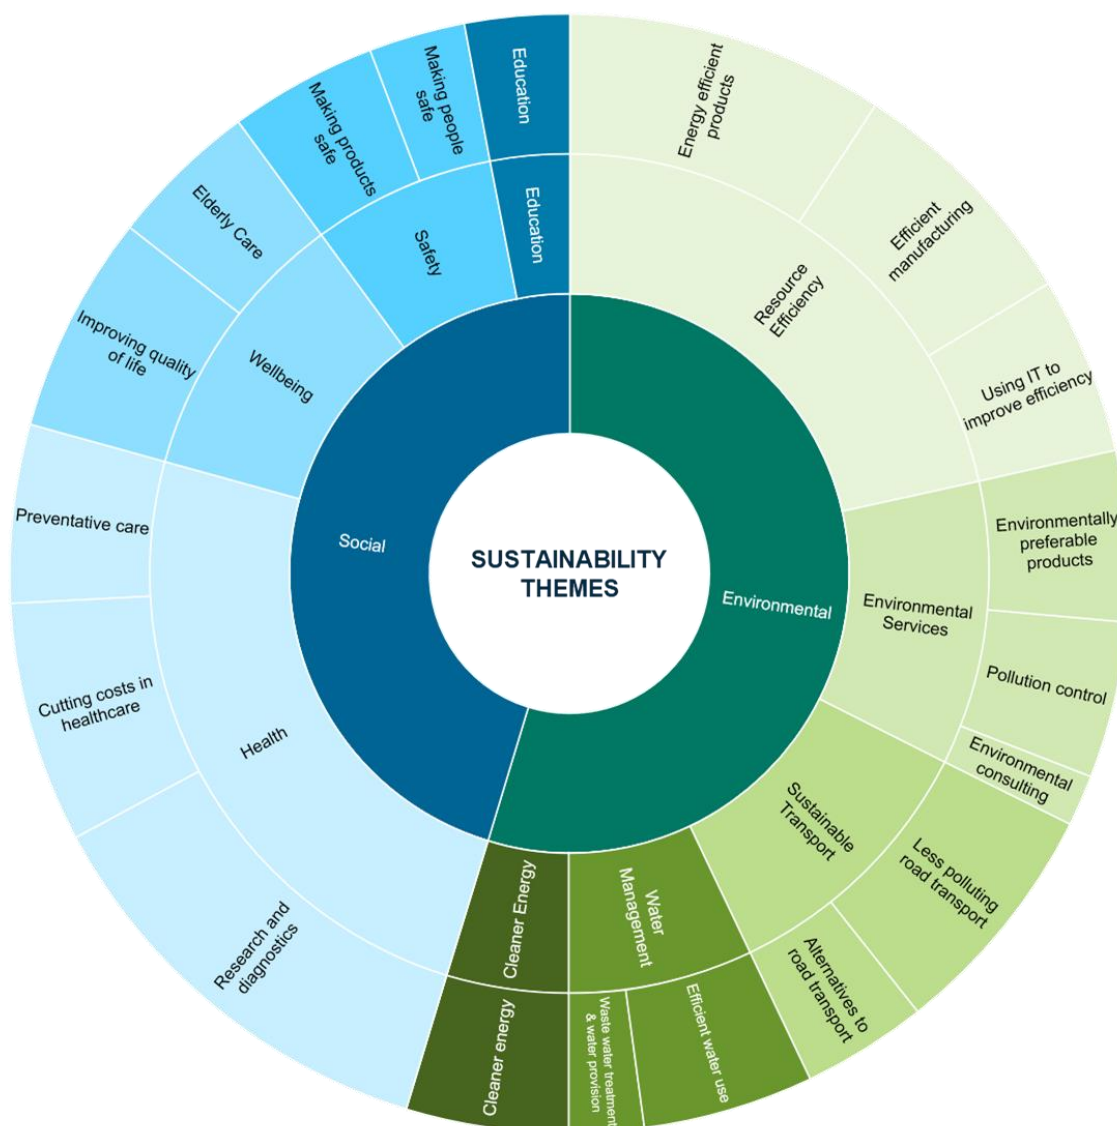 SUSTAINABILITY
THEMES
Environmental
Social
Resource
Efficiency
Energy efficient
products
Efficient
manufacturing
Using IT to
improve efficiency
Environmental
Services
Environmentally
preferable
products
Pollution control
Environmental
consulting
Sustainable
Transport
Less polluting
road transport
Alternatives to
road transport
Water
Management
Efficient water use
Waste water treatment
& water provision
Cleaner Energy
Cleaner energy
Health
Research and
diagnostics
Cutting costs in
healthcare
Preventative care
Wellbeing
Improving quality
of life
Elderly Care
Safety
Making products
safe
Making people
safe
Education
Education